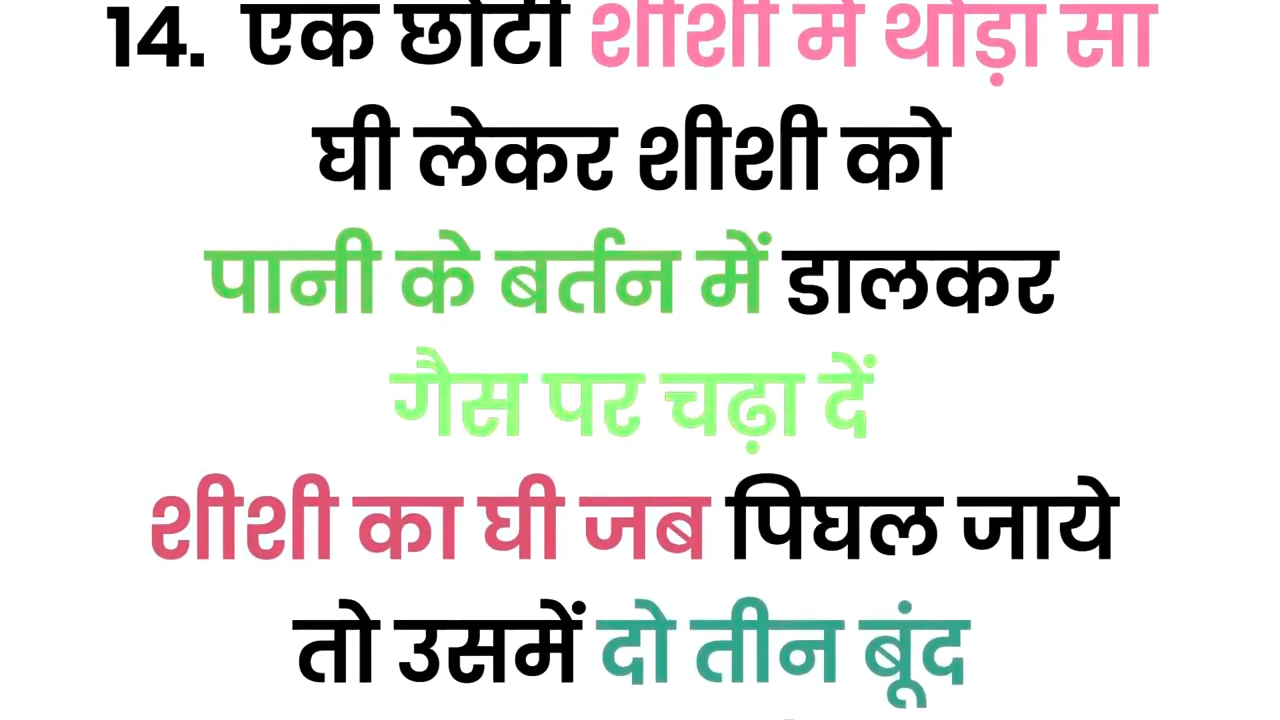 14. एक छोटी शीशी में थोड़ा सा
घी लेकर शीशी को
पानी के बर्तन में डालकर
गैस पर चढ़ा दें
शीशी का घी जब पिघल जाये
तो उसमें दो तीन बूंद